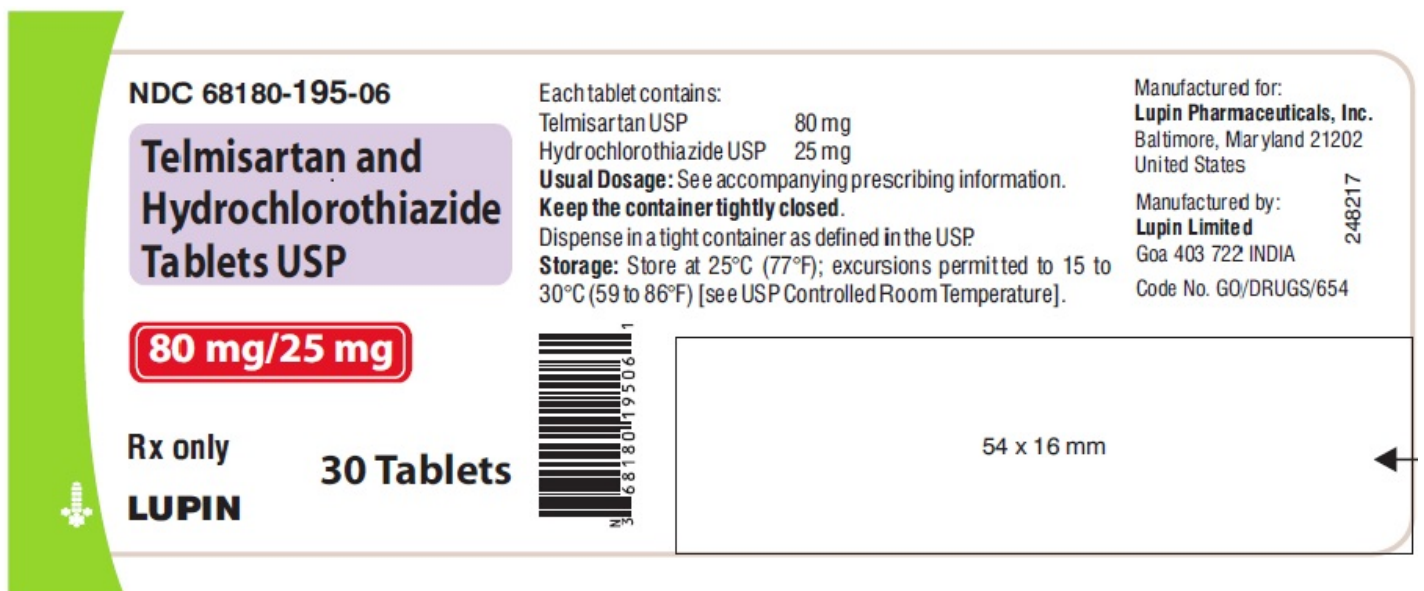 NDC 68180-195-06
Telmisartan and
Hydrochlorothiazide
Tablets USP
80 mg/25 mg
Rx only
30 Tablets
LUPIN
Each tablet contains:
Telmisartan USP 80 mg
Hydrochlorothiazide USP 25 mg
Usual Dosage: See accompanying prescribing information.
Keep the container tightly closed.
Dispense in a tight container as defined in the USP.
Storage: Store at 25°C (77°F); excursions permitted to 15 to
30°C (59 to 86°F) [see USP Controlled Room Temperature].
N
3 68180 19506 1
Manufactured for:
Lupin Pharmaceuticals, Inc.
Baltimore, Maryland 21202
United States
Manufactured by:
Lupin Limited
Goa 403 722 INDIA
Code No. GO/DRUGS/654
248217
54 x 16 mm